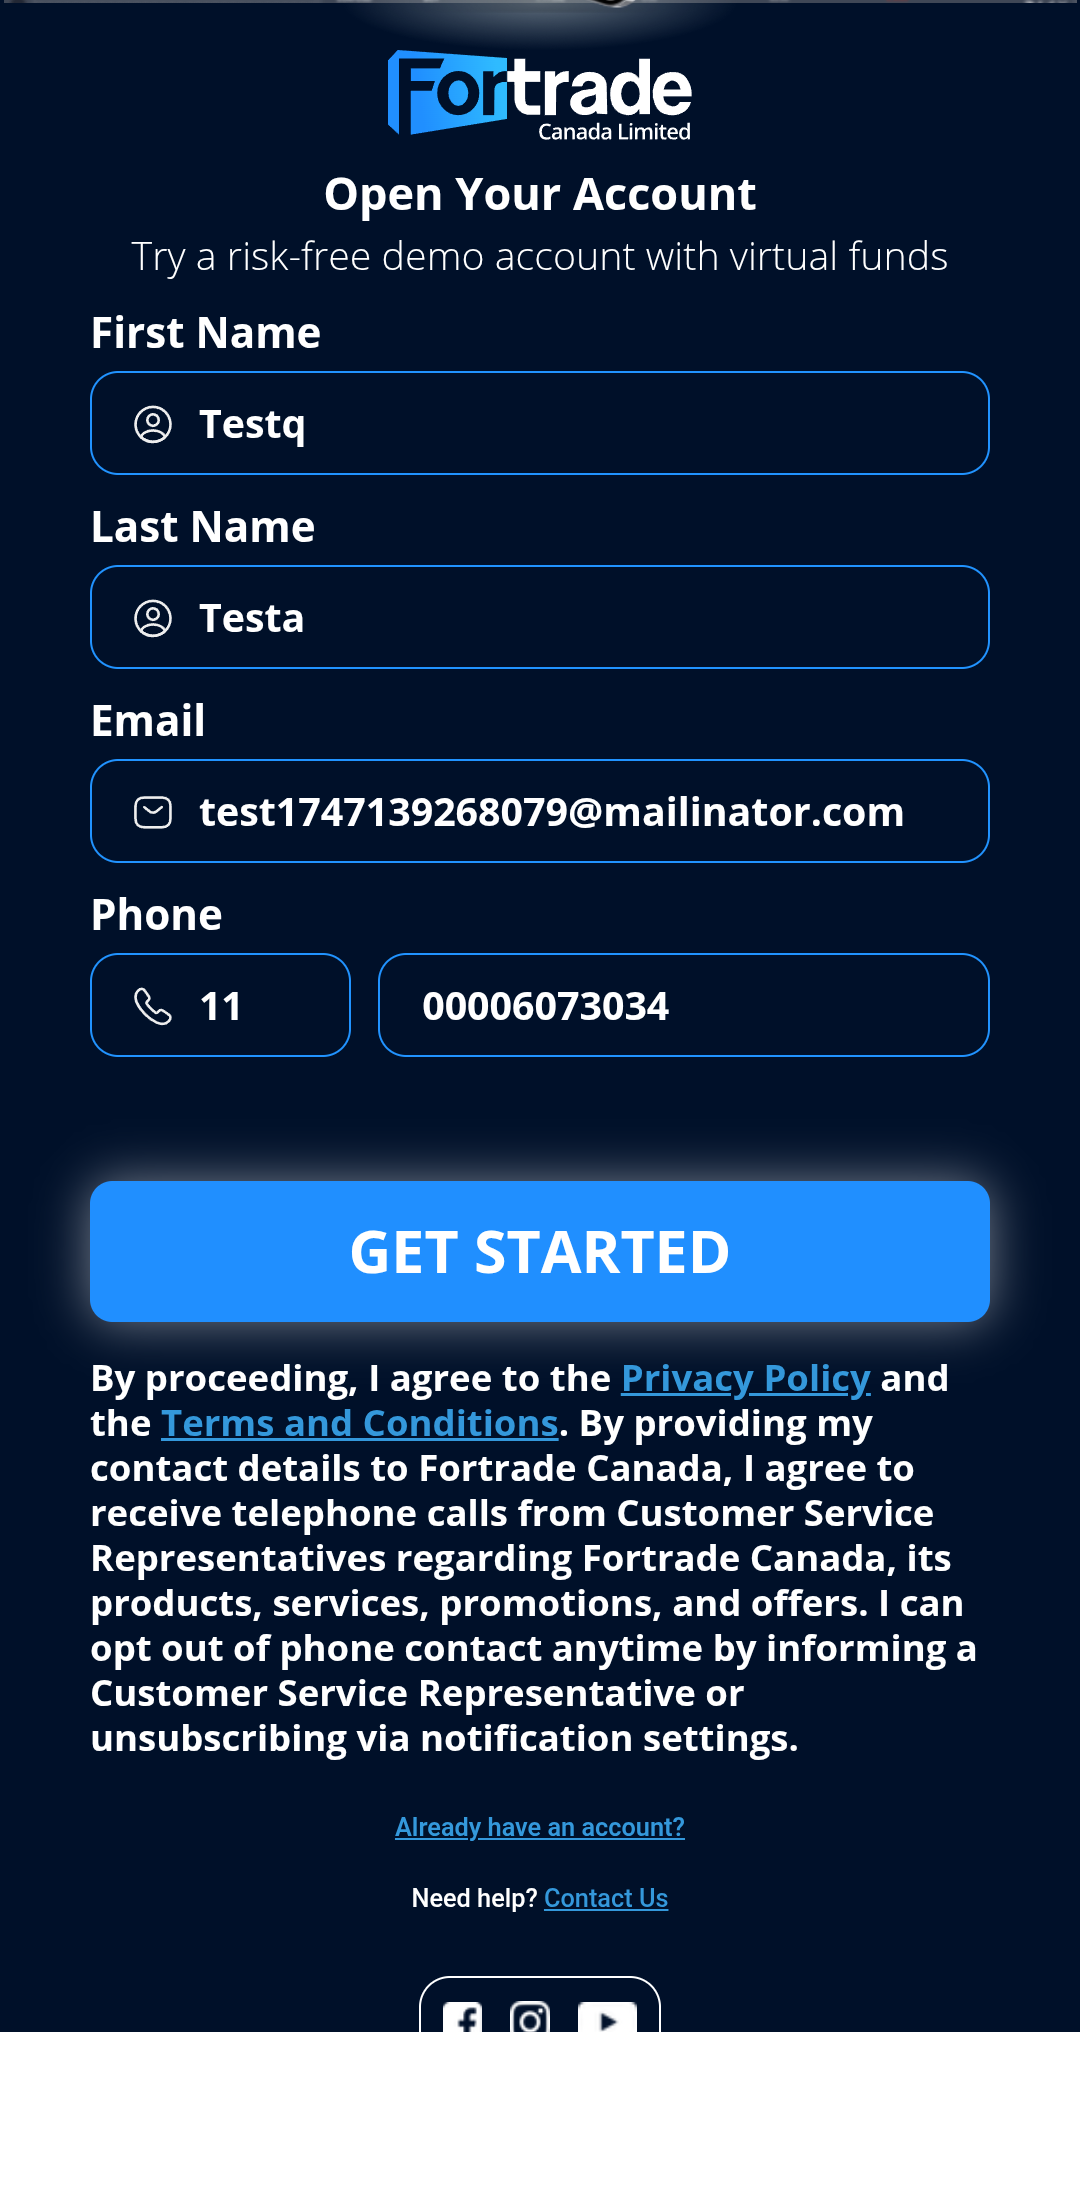 Fortrade
Canada Limited
Open Your Account
Try a risk-free demo account with virtual funds
First Name
Testq
Last Name
Testa
Email
test1747139268079@mailinator.com
Phone
11 00006073034
GET STARTED
By proceeding, I agree to the Privacy Policy and
the Terms and Conditions. By providing my
contact details to Fortrade Canada, I agree to
receive telephone calls from Customer Service
Representatives regarding Fortrade Canada, its
products, services, promotions, and offers. I can
opt out of phone contact anytime by informing a
Customer Service Representative or
unsubscribing via notification settings.
Already have an account?
Need help? Contact Us